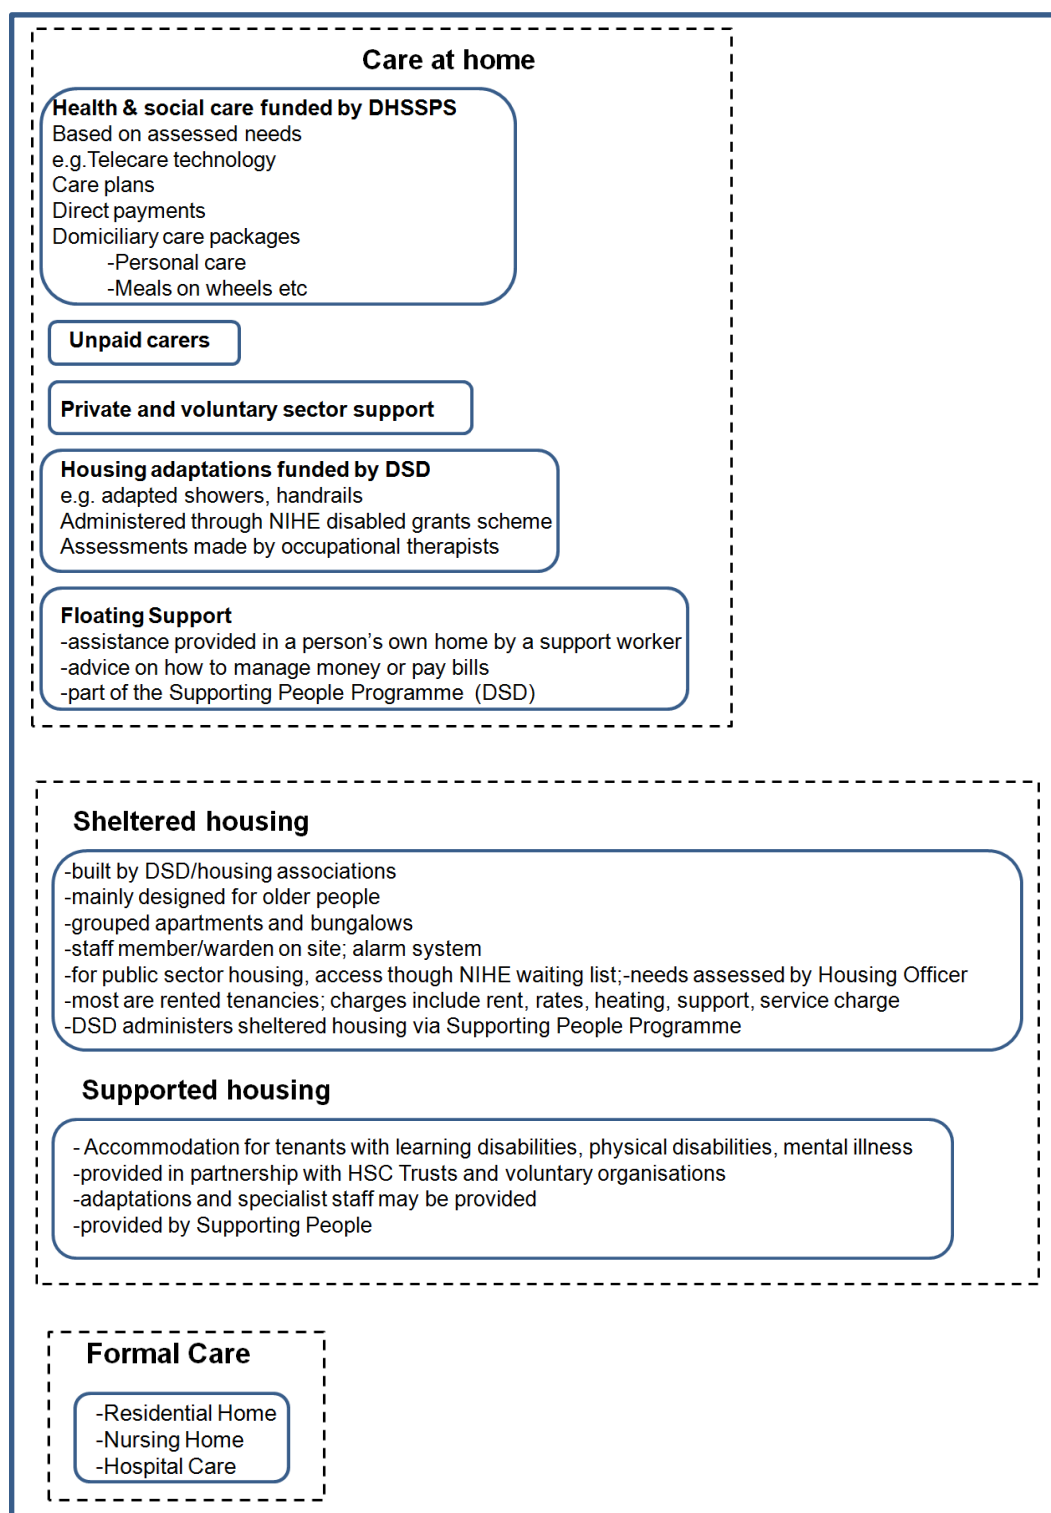 Care at home
Health & social care funded by DHSSPS
Based on assessed needs
e.g.Telecare technology
Care plans
Direct payments
Domiciliary care packages
-Personal care
-Meals on wheels etc
Unpaid carers
Private and voluntary sector support
Housing adaptations funded by DSD
e.g. adapted showers, handrails
Administered through NIHE disabled grants scheme
Assessments made by occupational therapists
Floating Support
-assistance provided in a person's own home by a support worker
-advice on how to manage money or pay bills
-part of the Supporting People Programme (DSD)
Sheltered housing
-built by DSD/housing associations
-mainly designed for older people
-grouped apartments and bungalows
-staff member/warden on site; alarm system
-for public sector housing, access though NIHE waiting list;-needs assessed by Housing Officer
-most are rented tenancies; charges include rent, rates, heating, support, service charge
-DSD administers sheltered housing via Supporting People Programme
Supported housing
- Accommodation for tenants with learning disabilities, physical disabilities, mental illness
-provided in partnership with HSC Trusts and voluntary organisations
-adaptations and specialist staff may be provided
-provided by Supporting People
Formal Care
-Residential Home
-Nursing Home
-Hospital Care